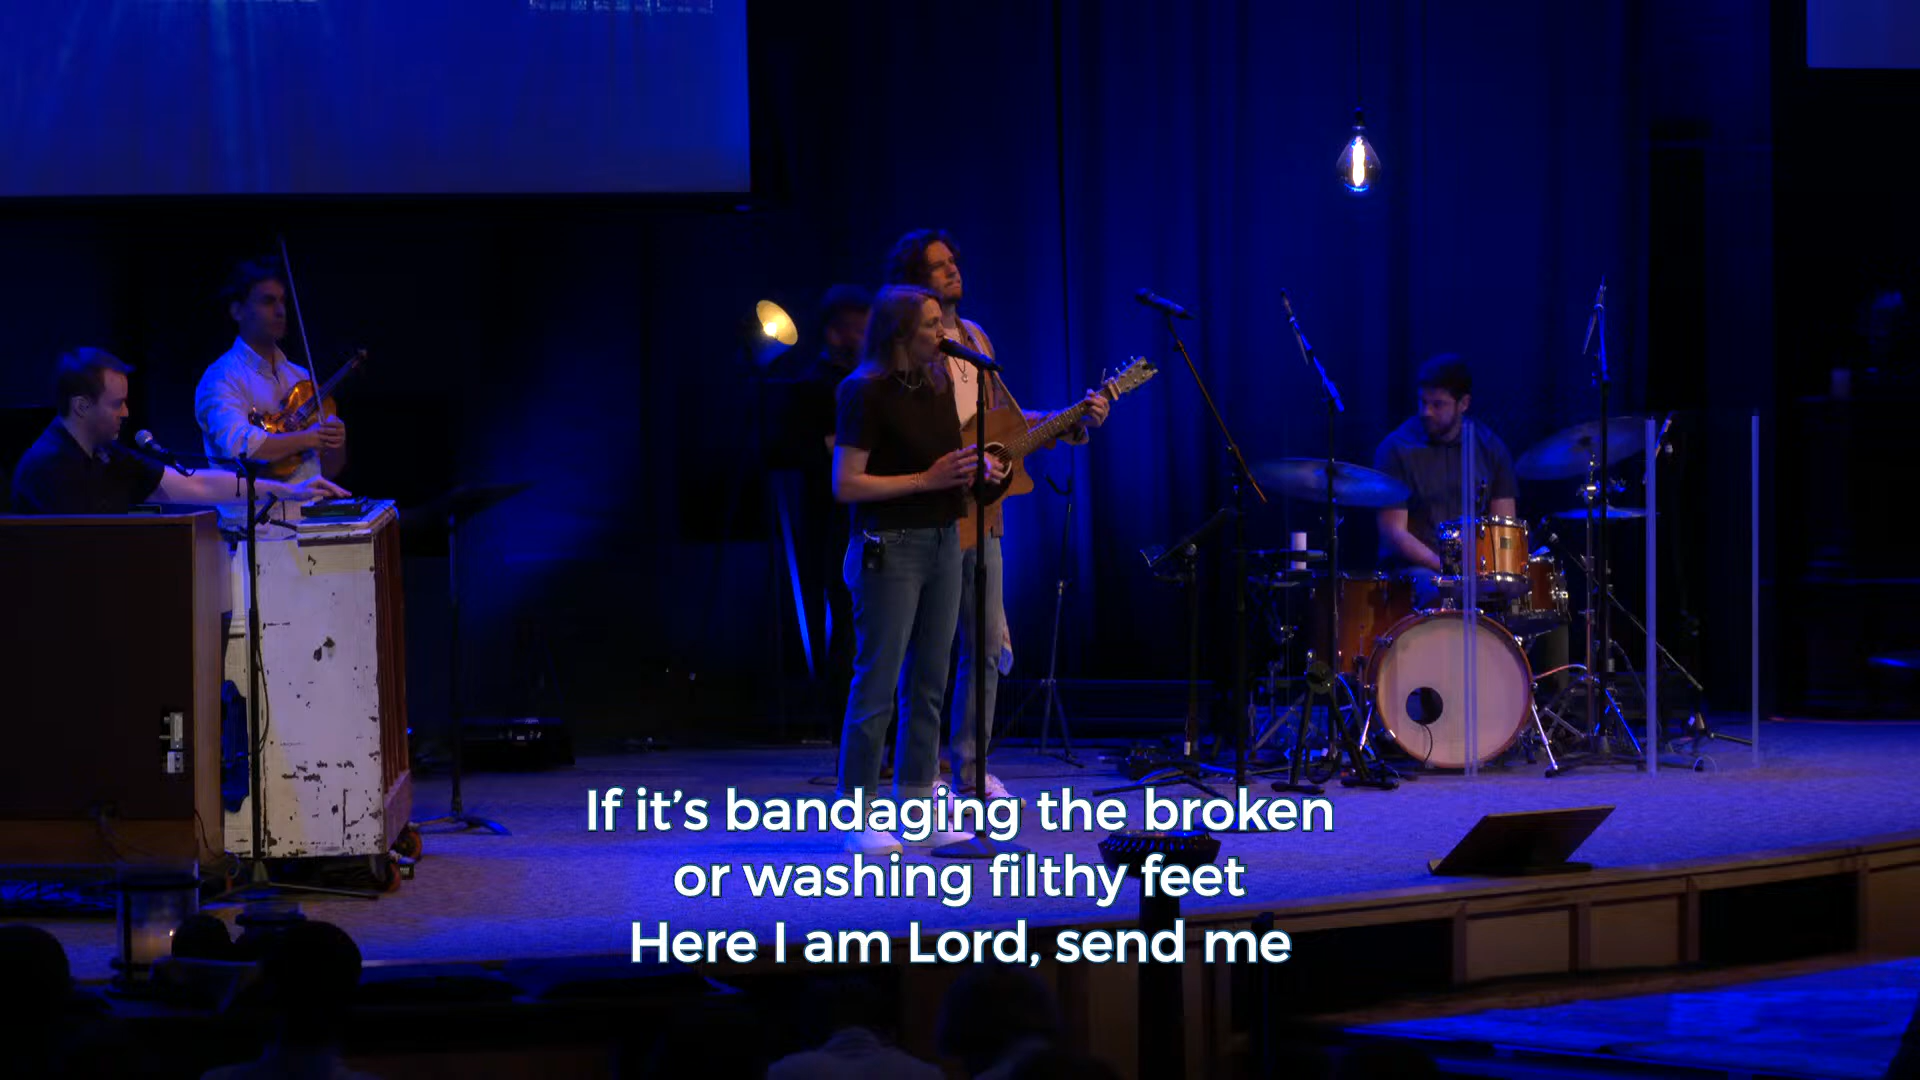 If it’s bandaging the broken
or washing filthy feet
Here I am Lord, send me